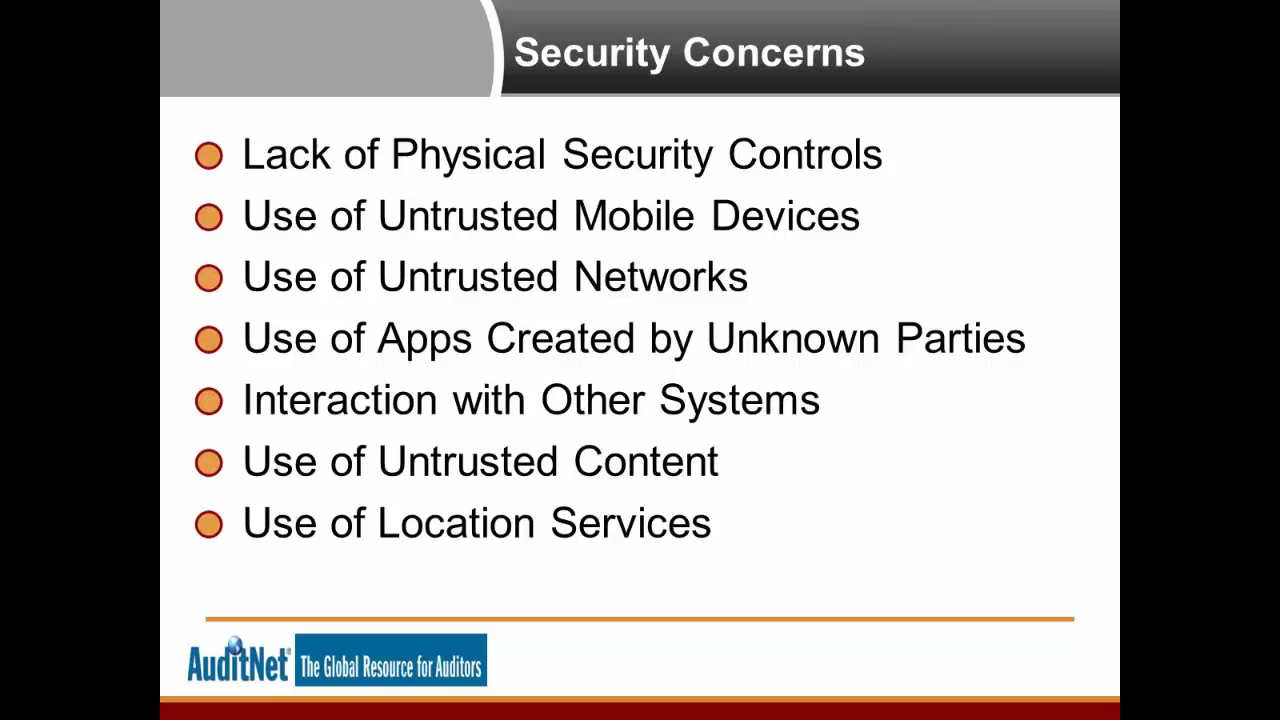 Security Concerns
Lack of Physical Security Controls
Use of Untrusted Mobile Devices
Use of Untrusted Networks
Use of Apps Created by Unknown Parties
Interaction with Other Systems
Use of Untrusted Content
Use of Location Services
AuditNet® The Global Resource for Auditors